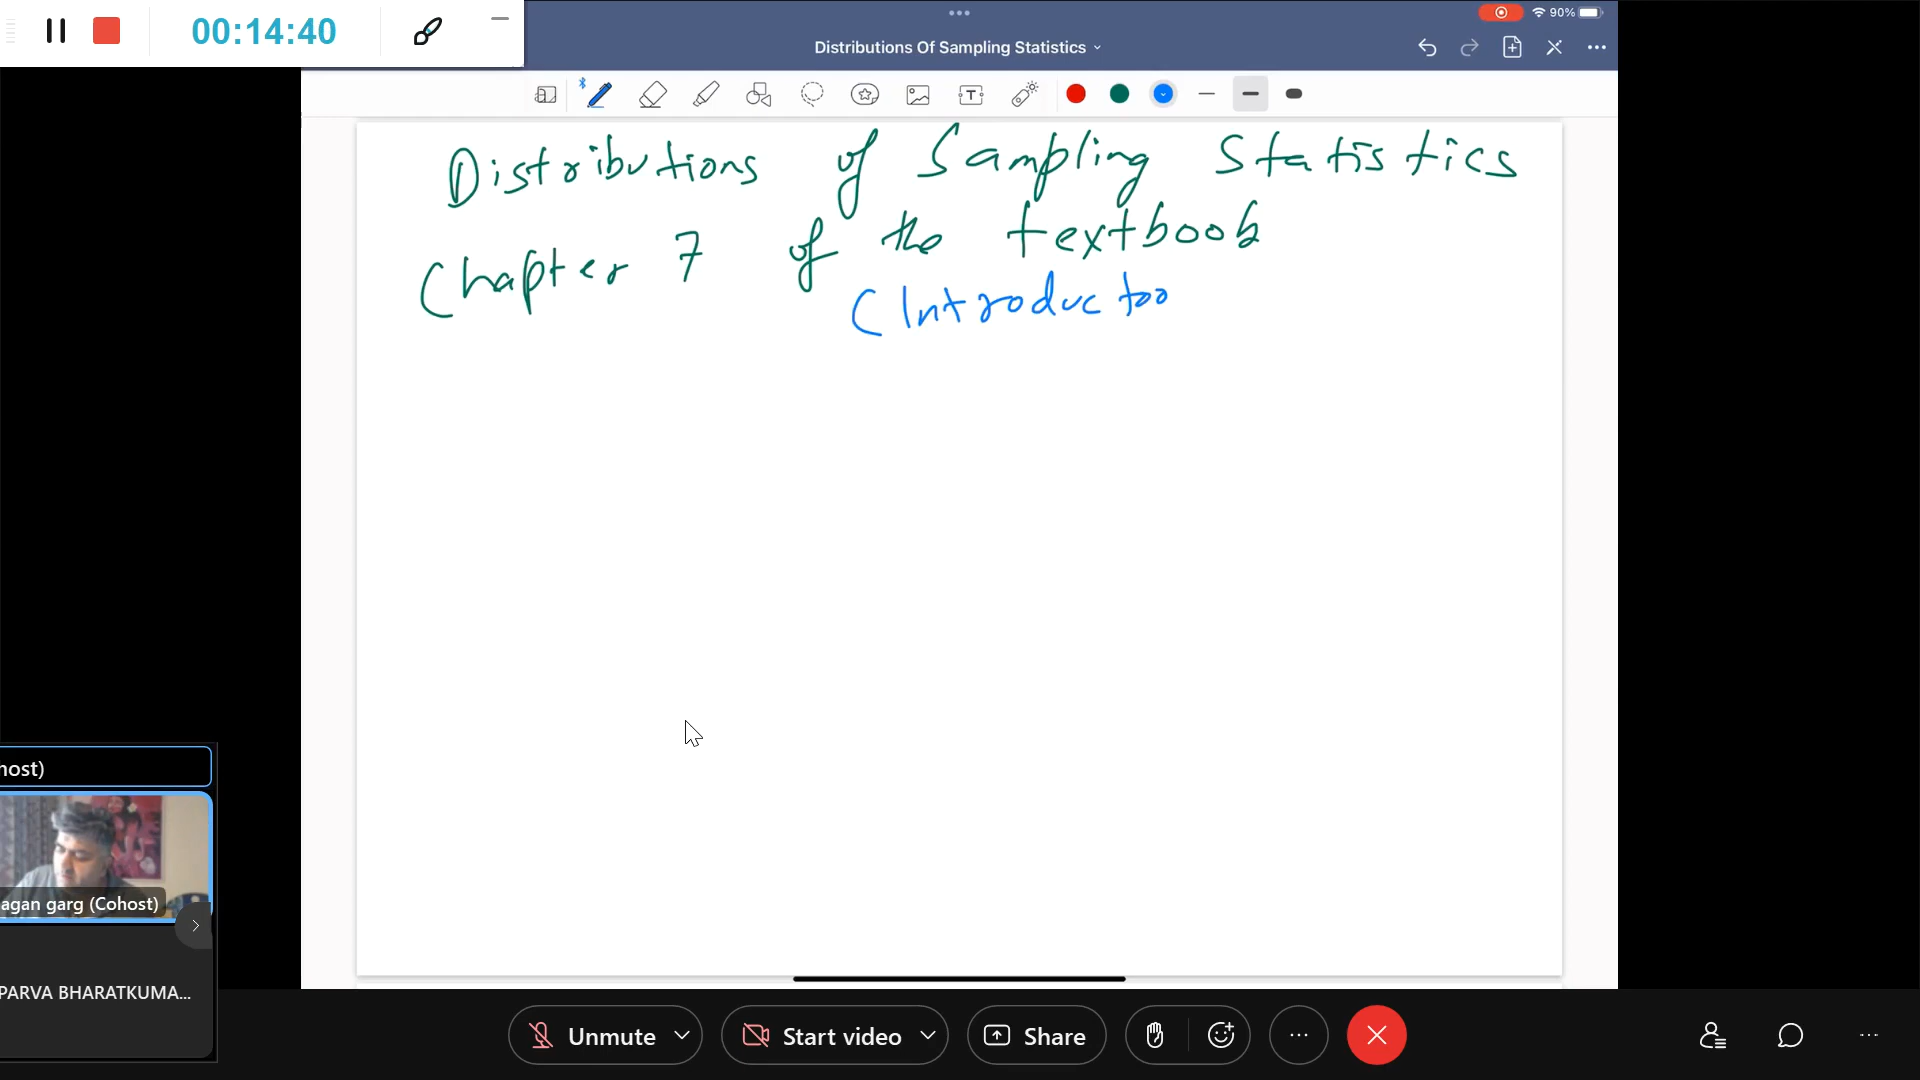 00:14:40
90%
Distributions Of Sampling Statistics
Distributions of Sampling Statistics
Chapter 7 of the textbook
(Introducto
host)
agan garg (Cohost)
PARVA BHARATKUMA...
Unmute
Start video
Share